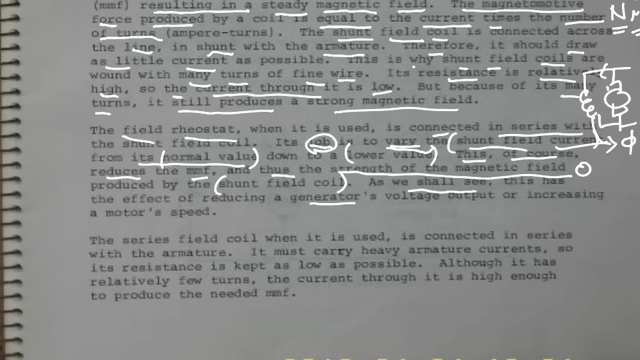 (mmf) resulting in a steady magnetic field. The magnetomotive
force produced by a coil is equal to the current times the number
of turns (ampere-turns). The shunt field coil is connected across
the line, in shunt with the armature. Therefore, it should draw
as little current as possible. This is why shunt field coils are
wound with many turns of fine wire. Its resistance is relatively
high, so the current through it is low. But because of its many
turns, it still produces a strong magnetic field.
The field rheostat, when it is used, is connected in series with
the shunt field coil. Its job is to vary the shunt field current
from its normal value down to a lower value. This, of course,
reduces the mmf, and thus the strength of the magnetic field
produced by the shunt field coil. As we shall see, this has
the effect of reducing a generator's voltage output or increasing
a motor's speed.
The series field coil when it is used, is connected in series
with the armature. It must carry heavy armature currents, so
its resistance is kept as low as possible. Although it has
relatively few turns, the current through it is high enough
to produce the needed mmf.